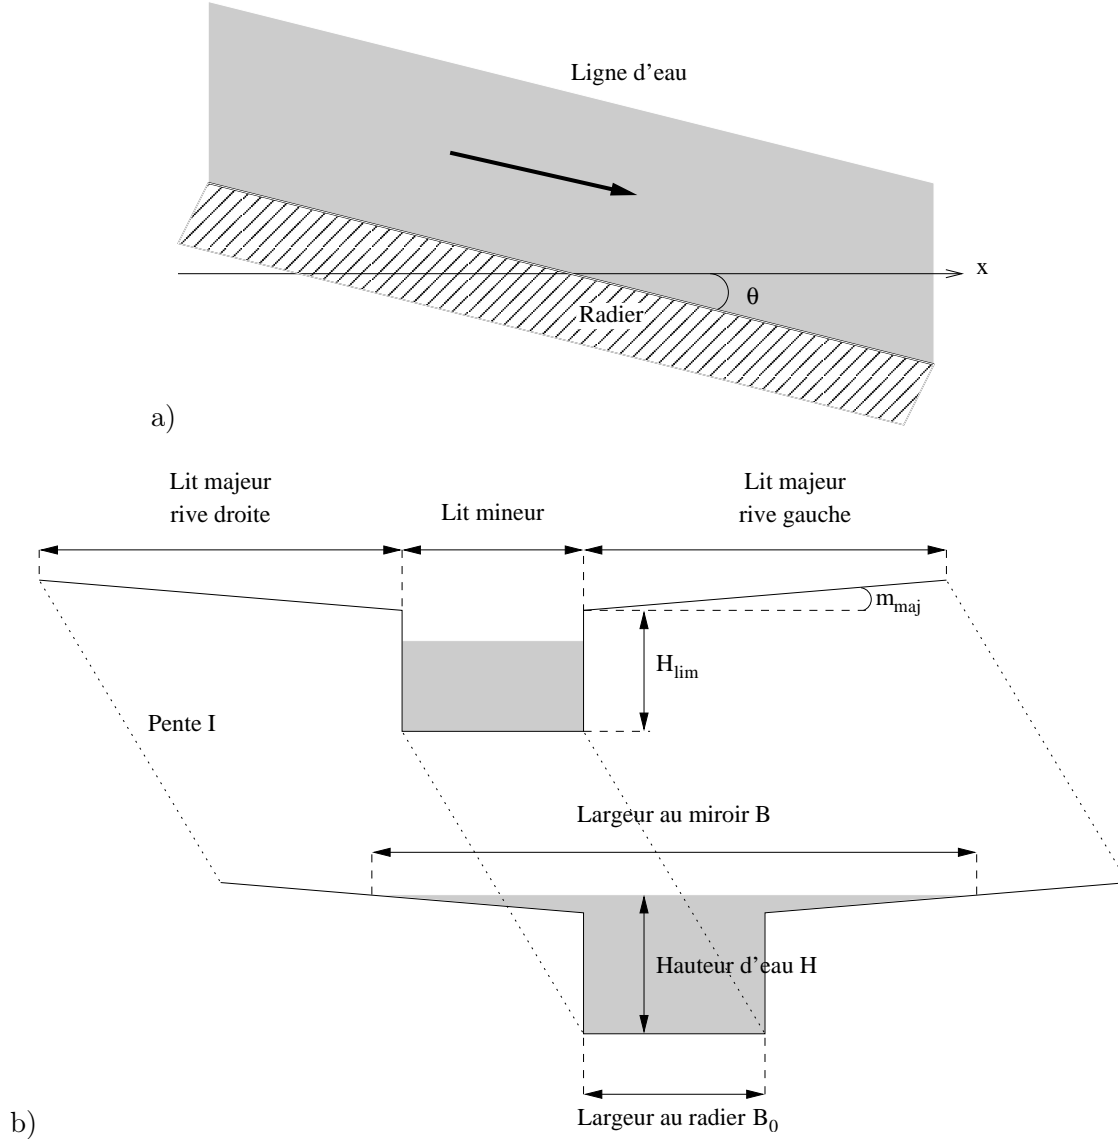 Ligne d'eau
x
θ
Radier
a)
Lit majeur
rive droite
Lit mineur
Lit majeur
rive gauche
m_maj
H_lim
Pente I
Largeur au miroir B
Hauteur d'eau H
Largeur au radier B_0
b)